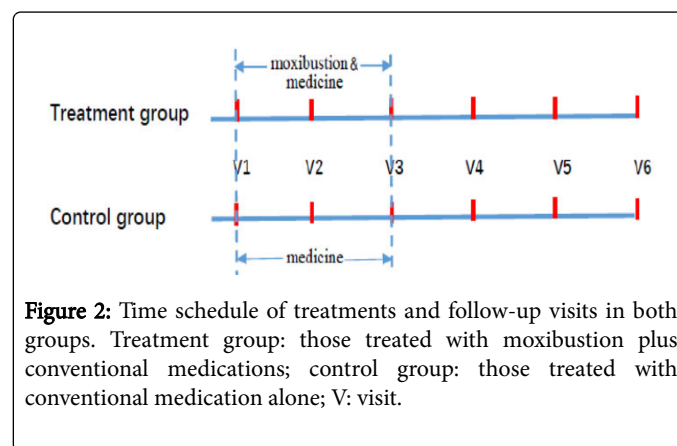 moxibustion &
medicine
Treatment group
V1 V2 V3 V4 V5 V6
Control group
medicine
Figure 2: Time schedule of treatments and follow-up visits in both
groups. Treatment group: those treated with moxibustion plus
conventional medications; control group: those treated with
conventional medication alone; V: visit.